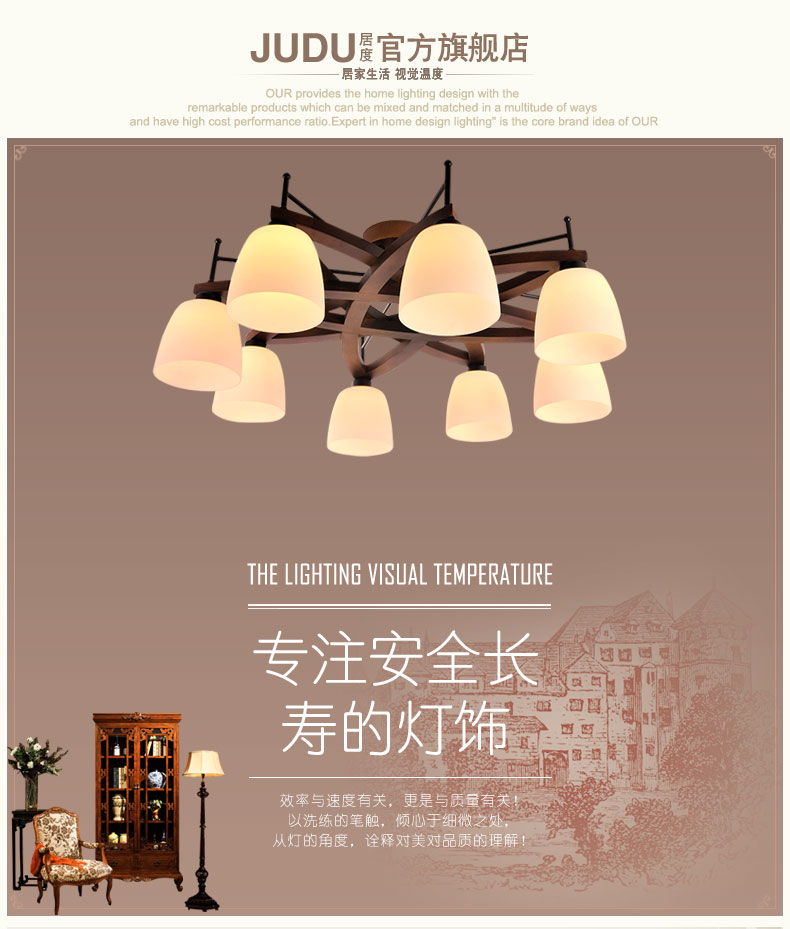 JUDU居度官方旗舰店
居家生活 视觉温度
OUR provides the home lighting design with the
remarkable products which can be mixed and matched in a multitude of ways
and have high cost performance ratio.Expert in home design lighting" is the core brand idea of OUR
THE LIGHTING VISUAL TEMPERATURE
专注安全长
寿的灯饰
效率与速度有关，更是与质量有关！
以洗练的笔触，倾心于细微之处，
从灯的角度，诠释对美对品质的理解！